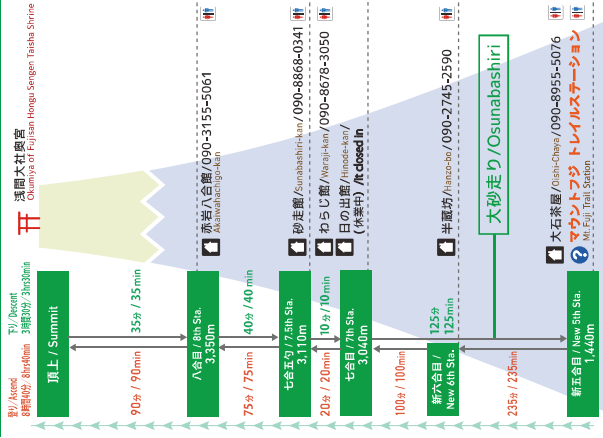 浅間大社奥宮
Okumiya of Fujisan Hongu Sengen Taisha Shrine
登り/Ascend
8時間40分/8hrs40min
下り/Descent
3時間30分/3hrs30min
頂上 / Summit
90分 / 90min
35分 / 35min
赤岩八合館/090-3155-5061
Akaiwahachigo-kan
八合目 / 8th Sta.
3,350m
75分 / 75min
40分 / 40min
砂走館/Sunabashiri-kan/090-8868-0341
七合五勺 / 7.5th Sta.
3,110m
わらじ館/Waraji-kan/090-8678-3050
20分 / 20min
10分/10min
日の出館/Hinode-kan/
(休業中) /It closed in
七合目 / 7th Sta.
3,040m
100分 / 100min
125分
125min
半蔵坊/Hanzo-bo/090-2745-2590
新六合目 /
New 6th Sta.
大砂走り/Osunabashiri
235分 / 235min
大石茶屋/Oishi-Chaya/090-8955-5076
マウントフジ トレイルステーション
Mt.Fuji Trail Station
新五合目 / New 5th Sta.
1,440m